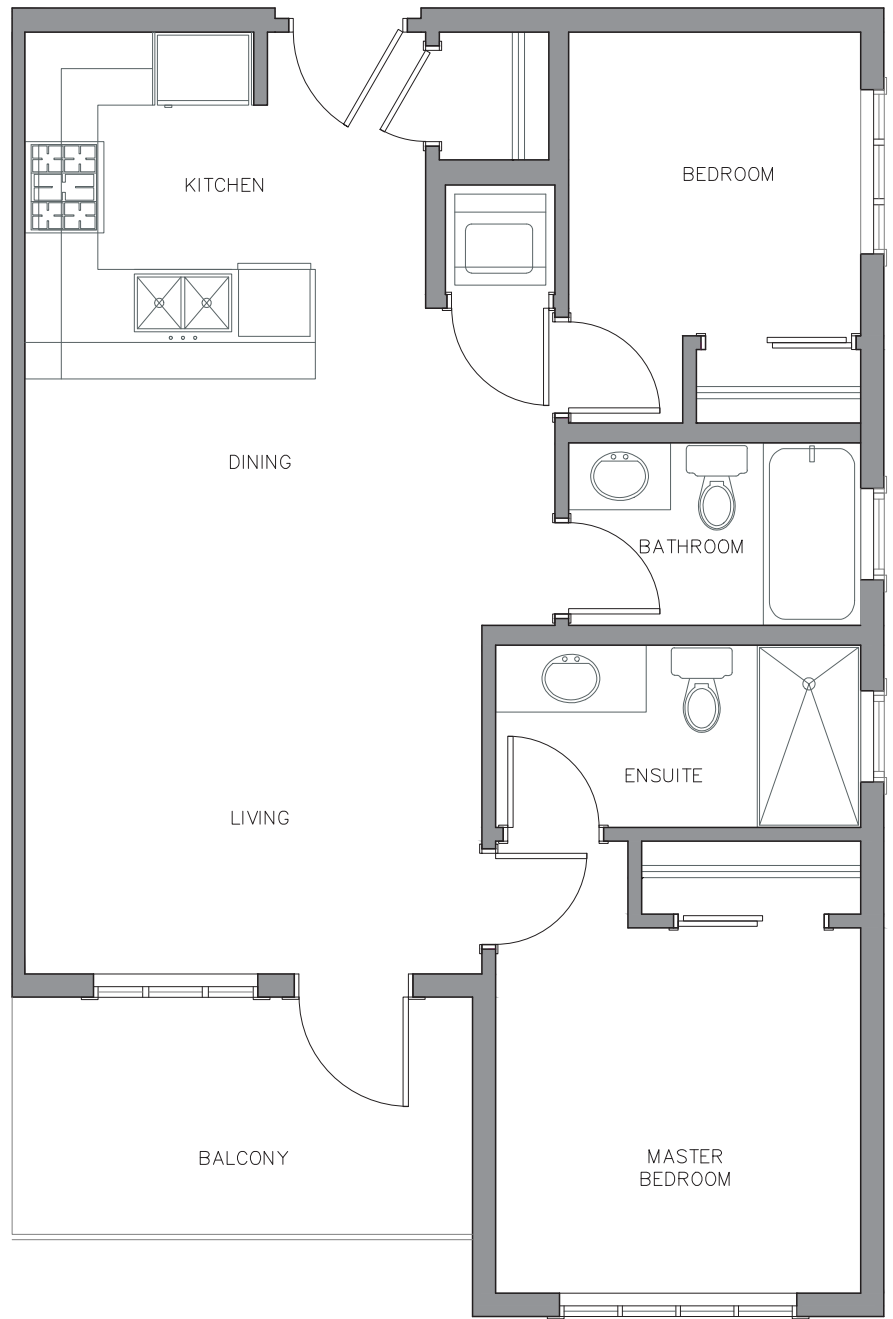 KITCHEN
BEDROOM
DINING
BATHROOM
ENSUITE
LIVING
BALCONY
MASTER
BEDROOM